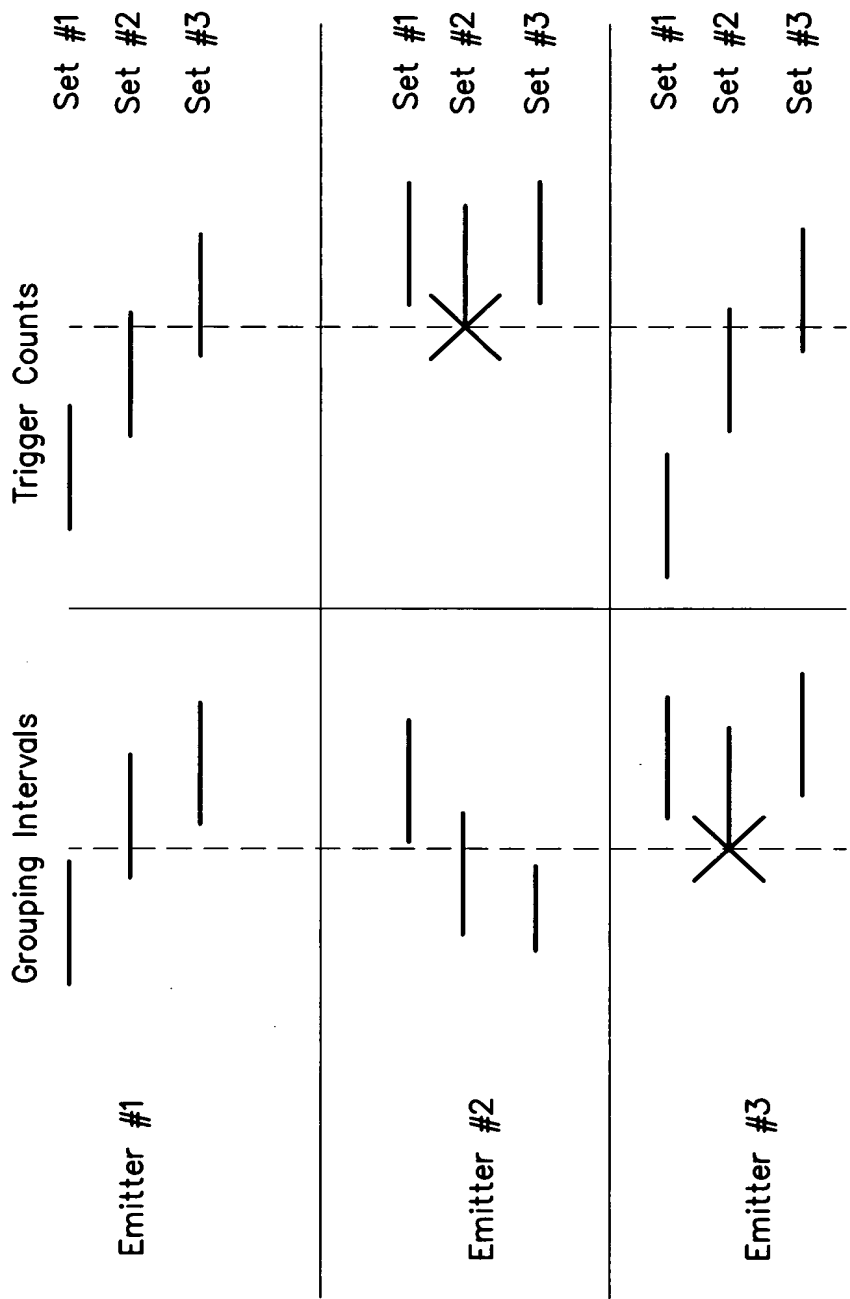 Grouping Intervals
Trigger Counts
Emitter #1
Set #1
Set #2
Set #3
Emitter #2
Set #1
Set #2
Set #3
Emitter #3
Set #1
Set #2
Set #3